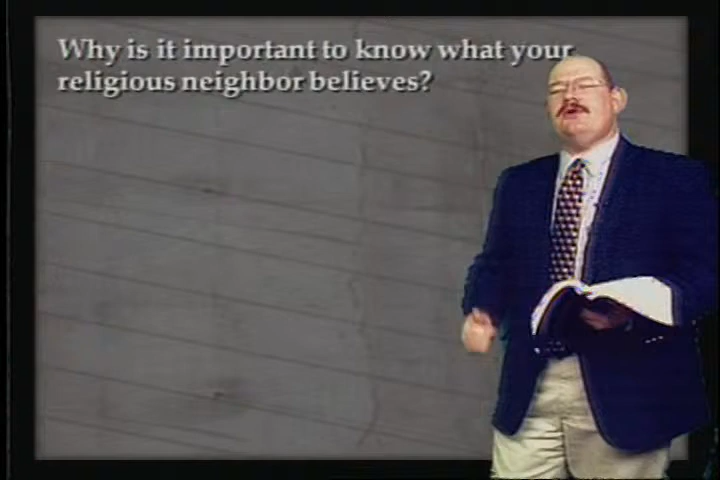 Why is it important to know what your
religious neighbor believes?